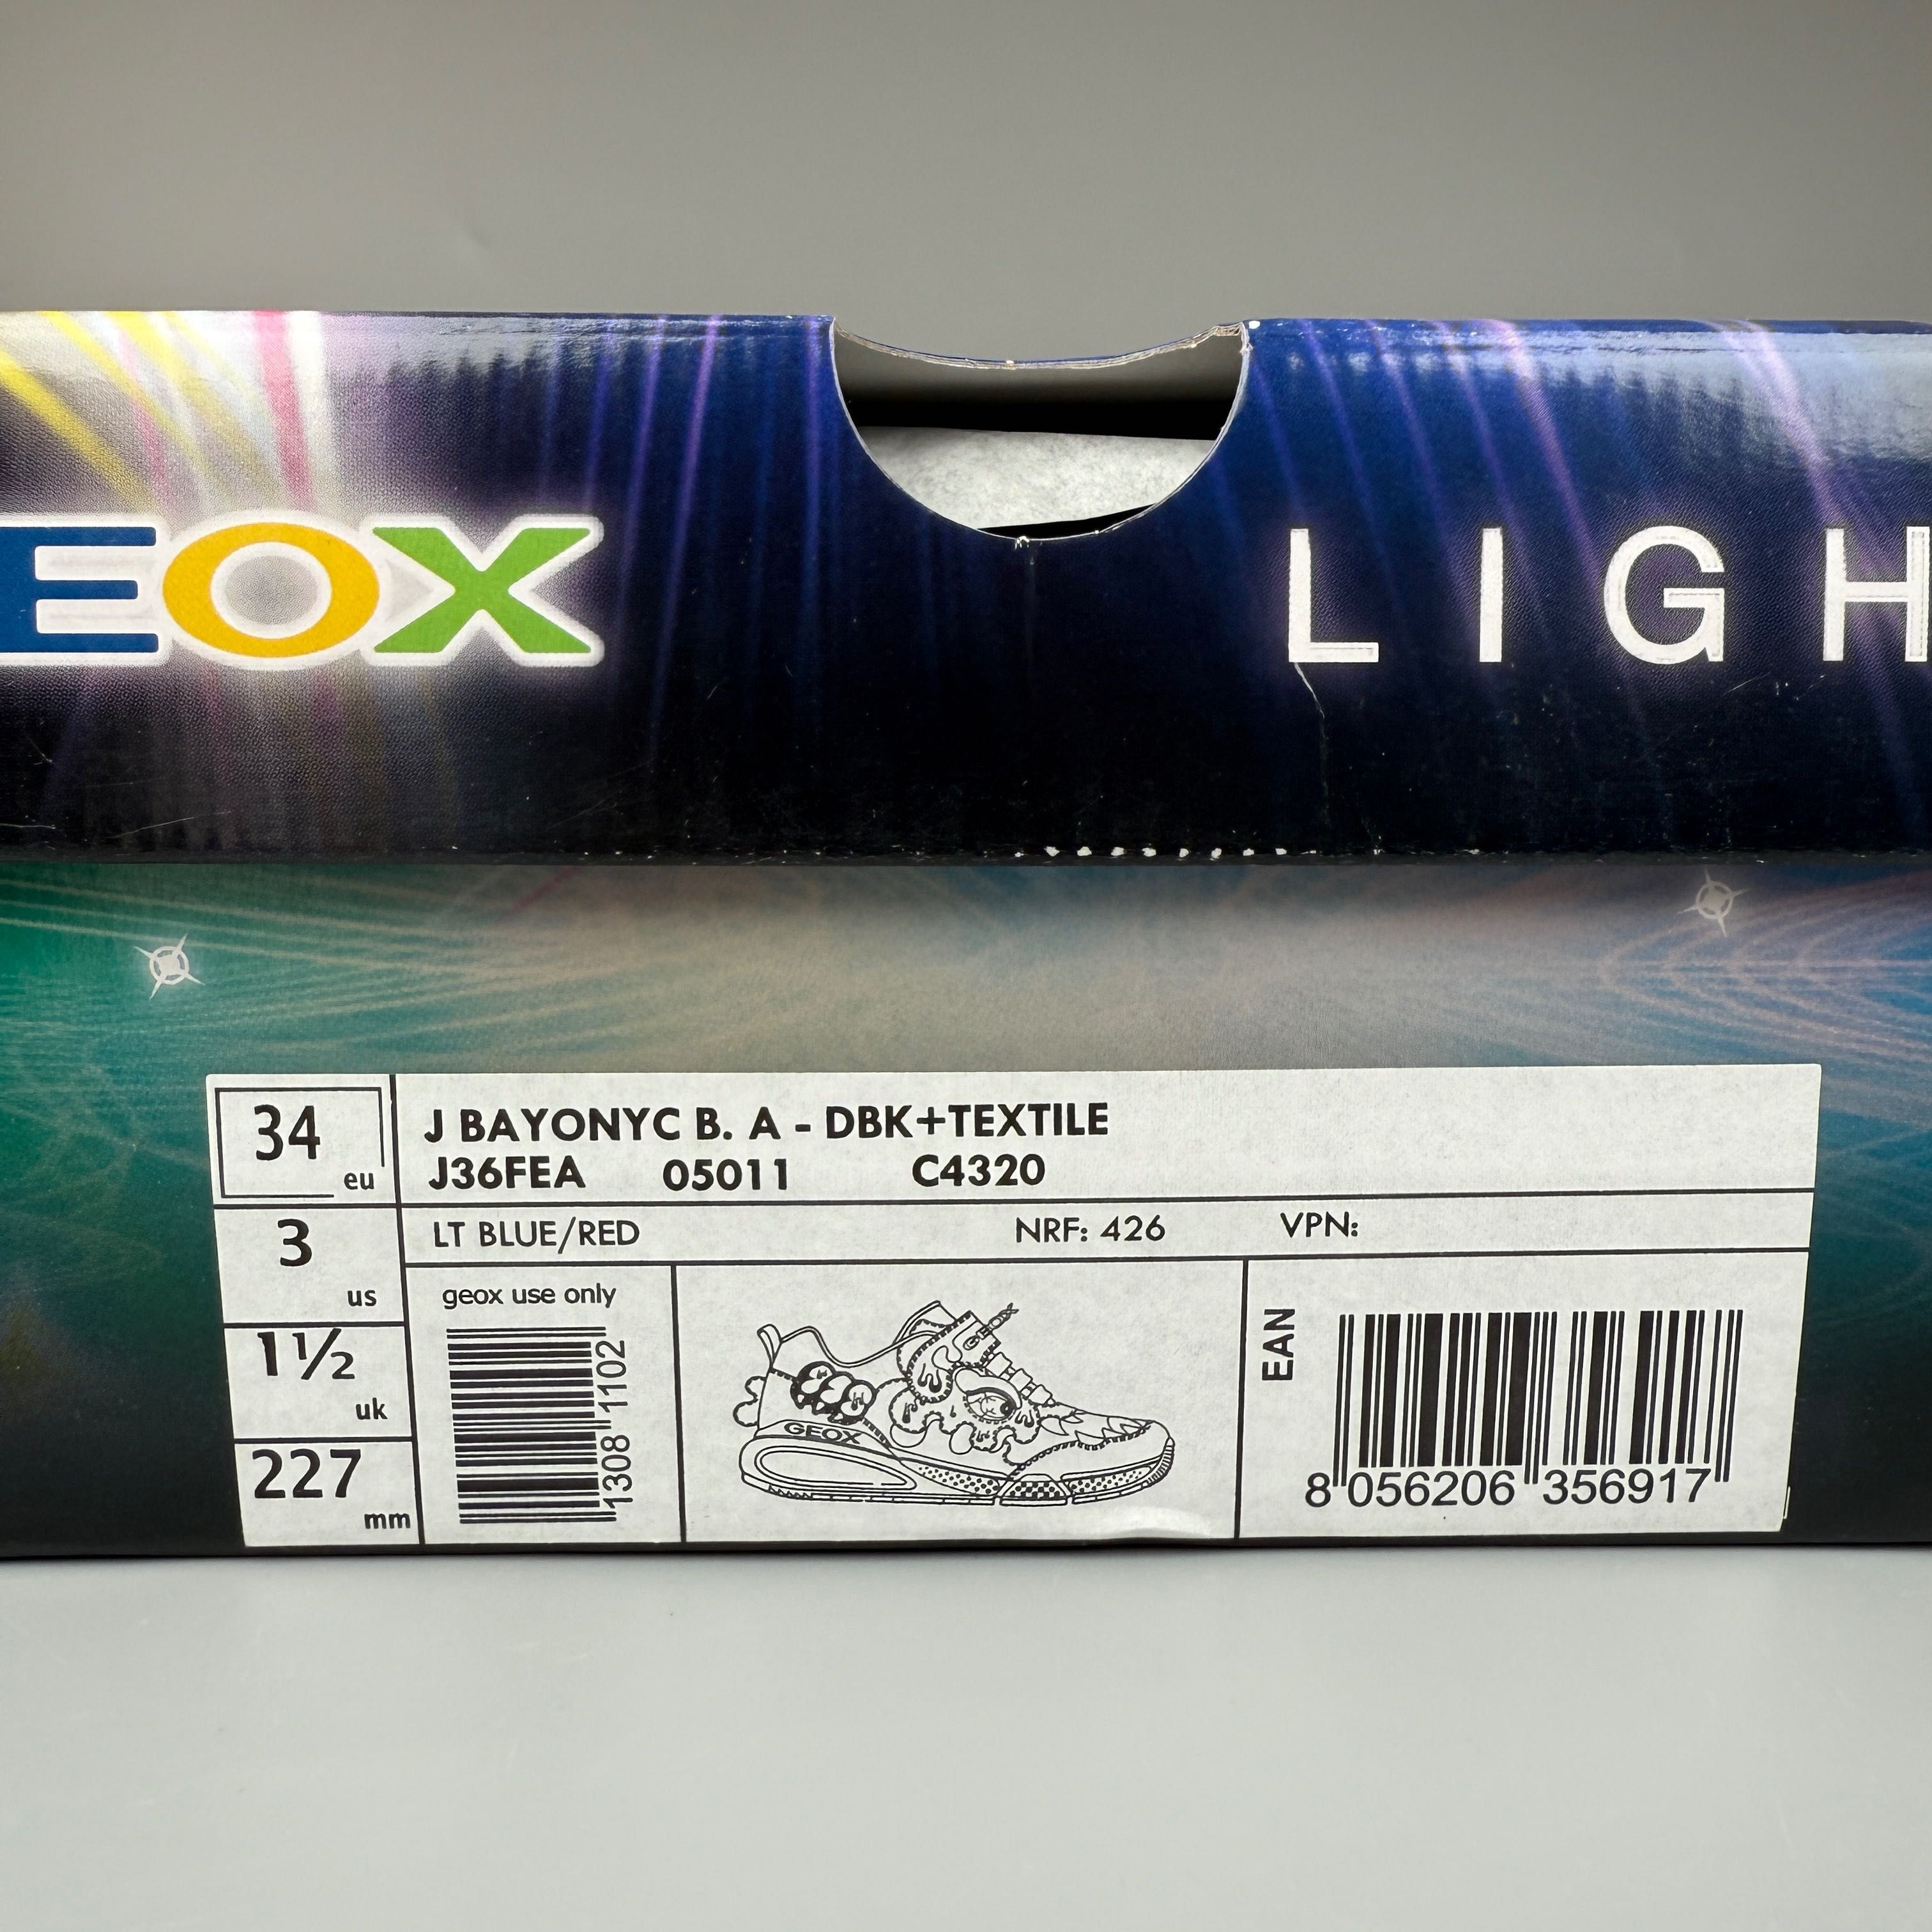 EOX
LIGH
34
eu
J BAYONYC B. A - DBK+TEXTILE
J36FEA 05011 C4320
3
us
LT BLUE/RED NRF: 426 VPN:
1½
uk
227
mm
geox use only
1308 1102
GEOX
GEOX
EAN
8 056206 356917